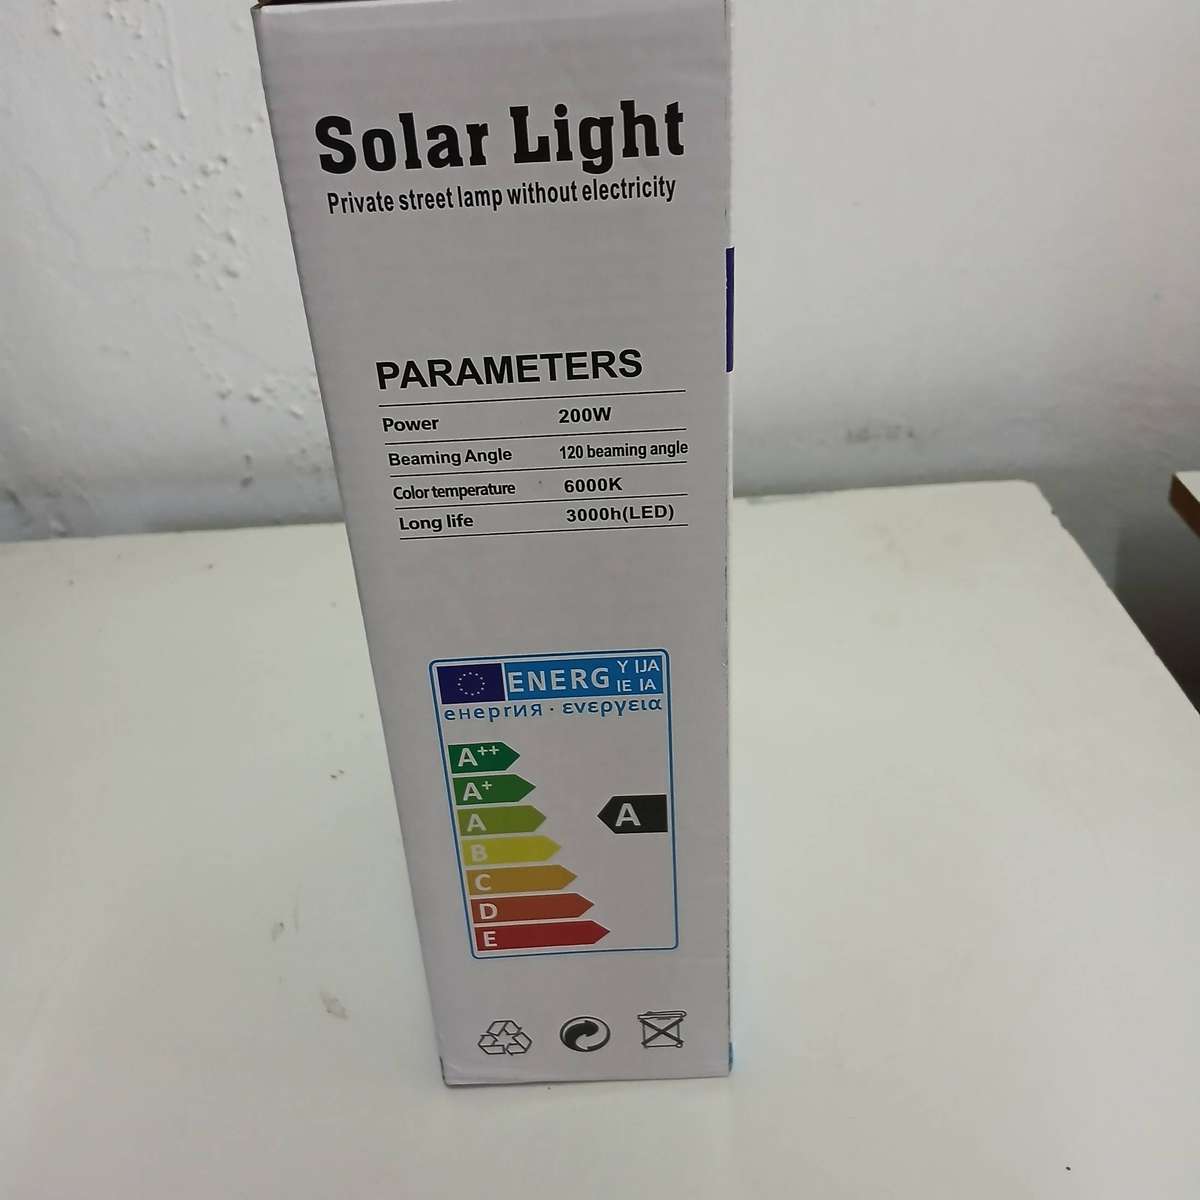 Solar Light
Private street lamp without electricity
PARAMETERS
Power 200W
Beaming Angle 120 beaming angle
Color temperature 6000K
Long life 3000h(LED)
ENERG Y IJA
IE IA
енергия · ενεργεια
A++
A+
A
A
B
C
D
E